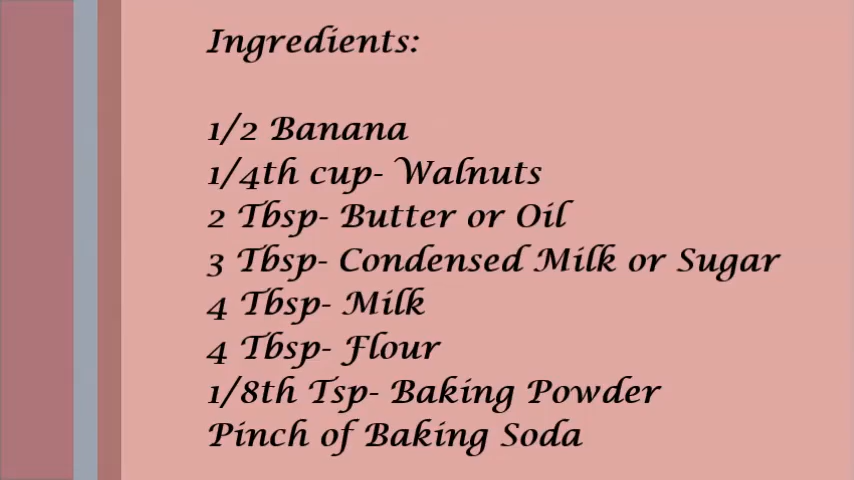 Ingredients:
1/2 Banana
1/4th cup- Walnuts
2 Tbsp- Butter or Oil
3 Tbsp- Condensed Milk or Sugar
4 Tbsp- Milk
4 Tbsp- Flour
1/8th Tsp- Baking Powder
Pinch of Baking Soda